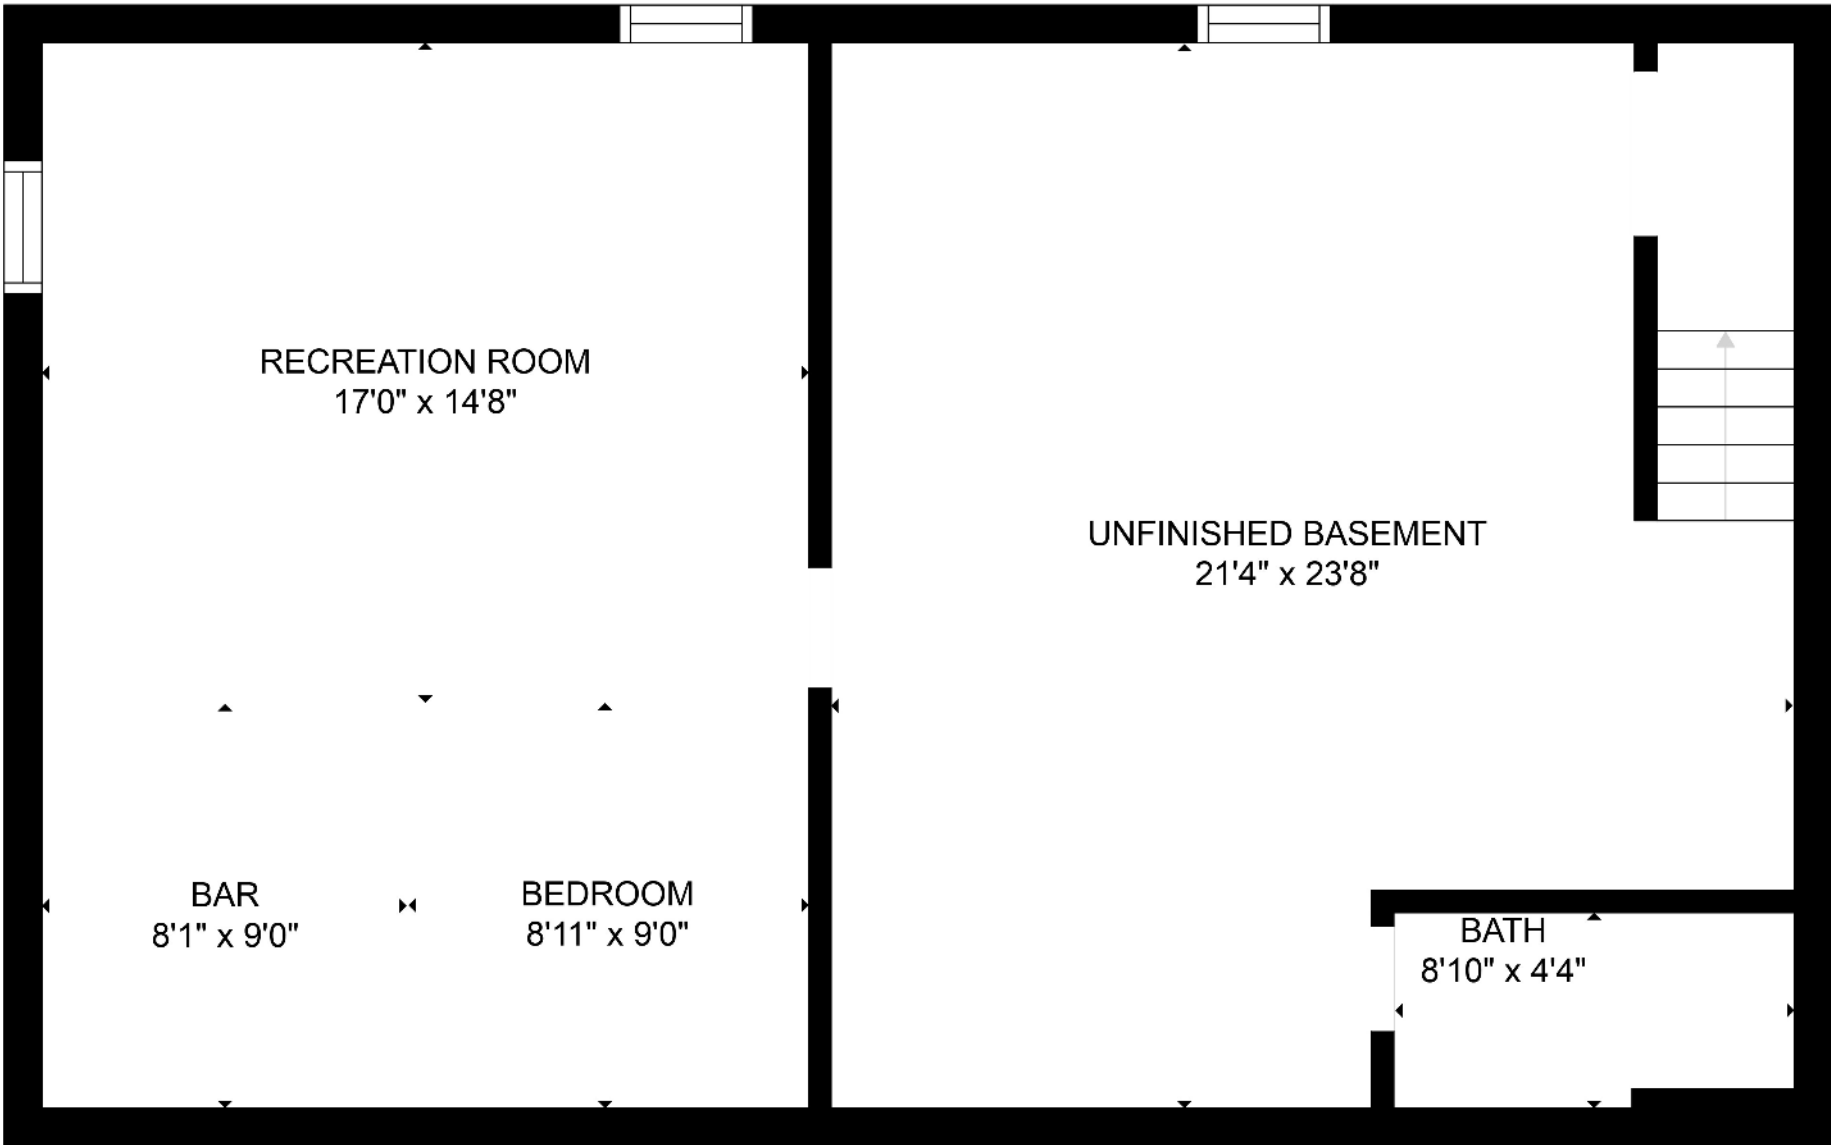 RECREATION ROOM
17'0" x 14'8"
UNFINISHED BASEMENT
21'4" x 23'8"
BAR
8'1" x 9'0"
BEDROOM
8'11" x 9'0"
BATH
8'10" x 4'4"